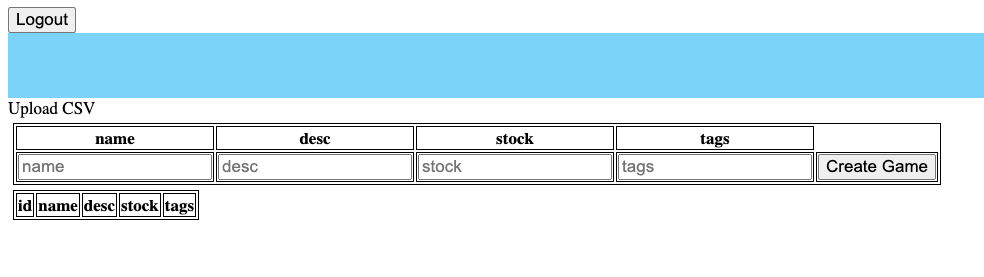 Logout
Upload CSV
name desc stock tags
name desc stock tags Create Game
id name desc stock tags